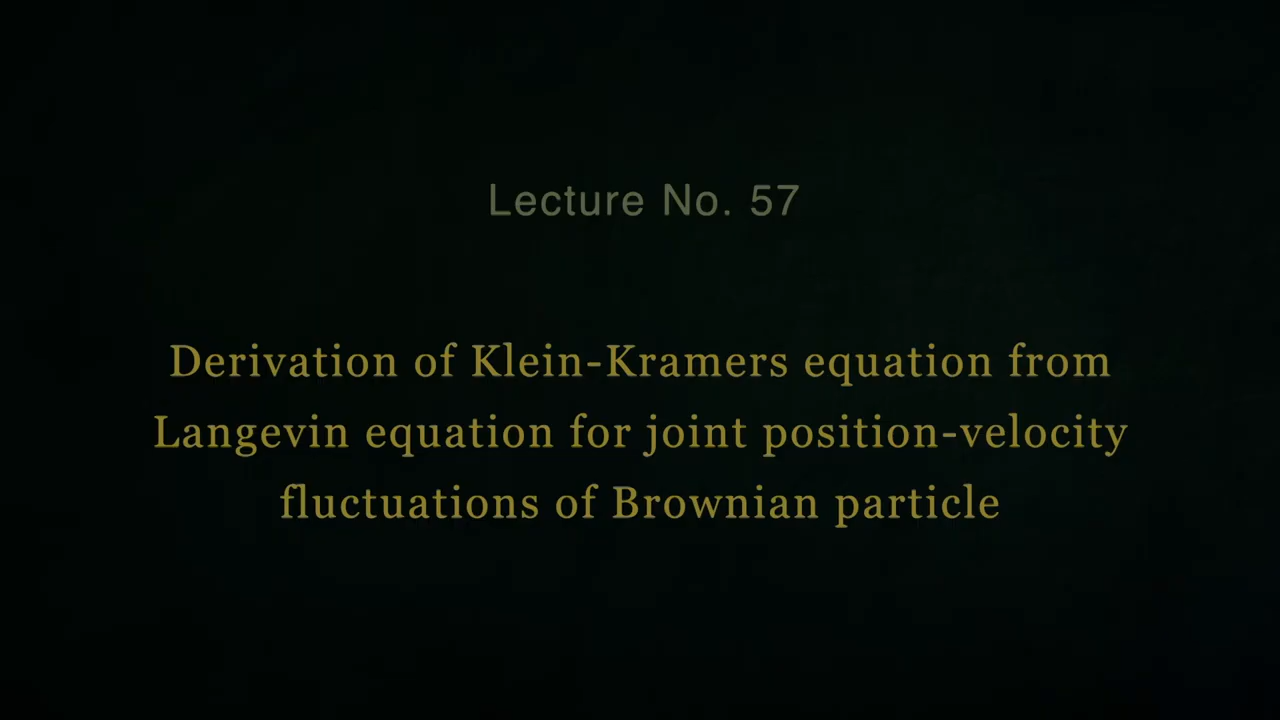 Lecture No. 57
Derivation of Klein-Kramers equation from
Langevin equation for joint position-velocity
fluctuations of Brownian particle